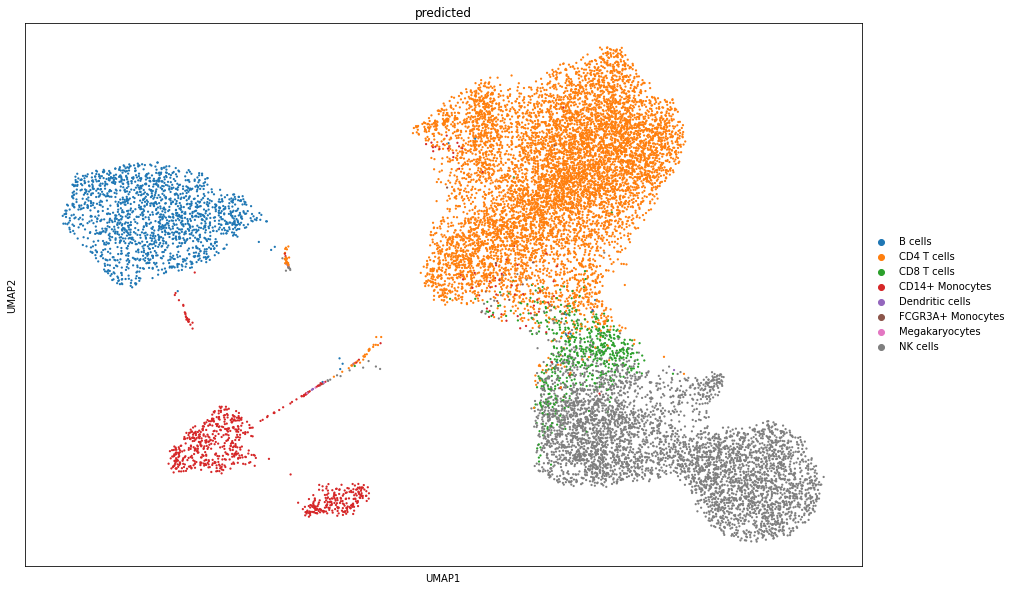 predicted
UMAP2
UMAP1
B cells
CD4 T cells
CD8 T cells
CD14+ Monocytes
Dendritic cells
FCGR3A+ Monocytes
Megakaryocytes
NK cells